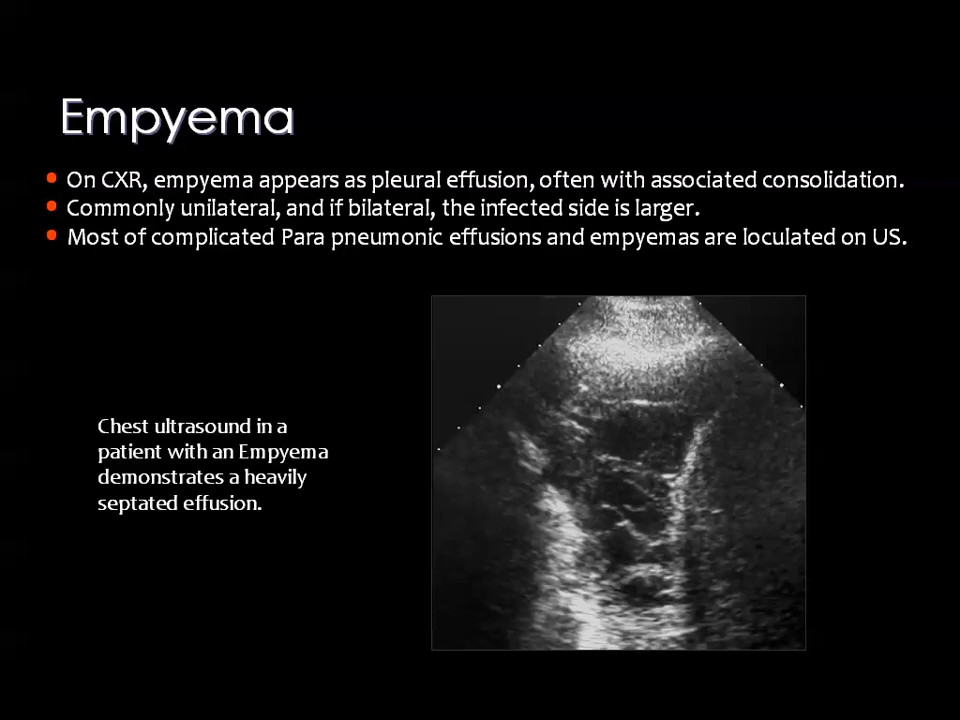 Empyema
• On CXR, empyema appears as pleural effusion, often with associated consolidation.
• Commonly unilateral, and if bilateral, the infected side is larger.
• Most of complicated Para pneumonic effusions and empyemas are loculated on US.
Chest ultrasound in a
patient with an Empyema
demonstrates a heavily
septated effusion.